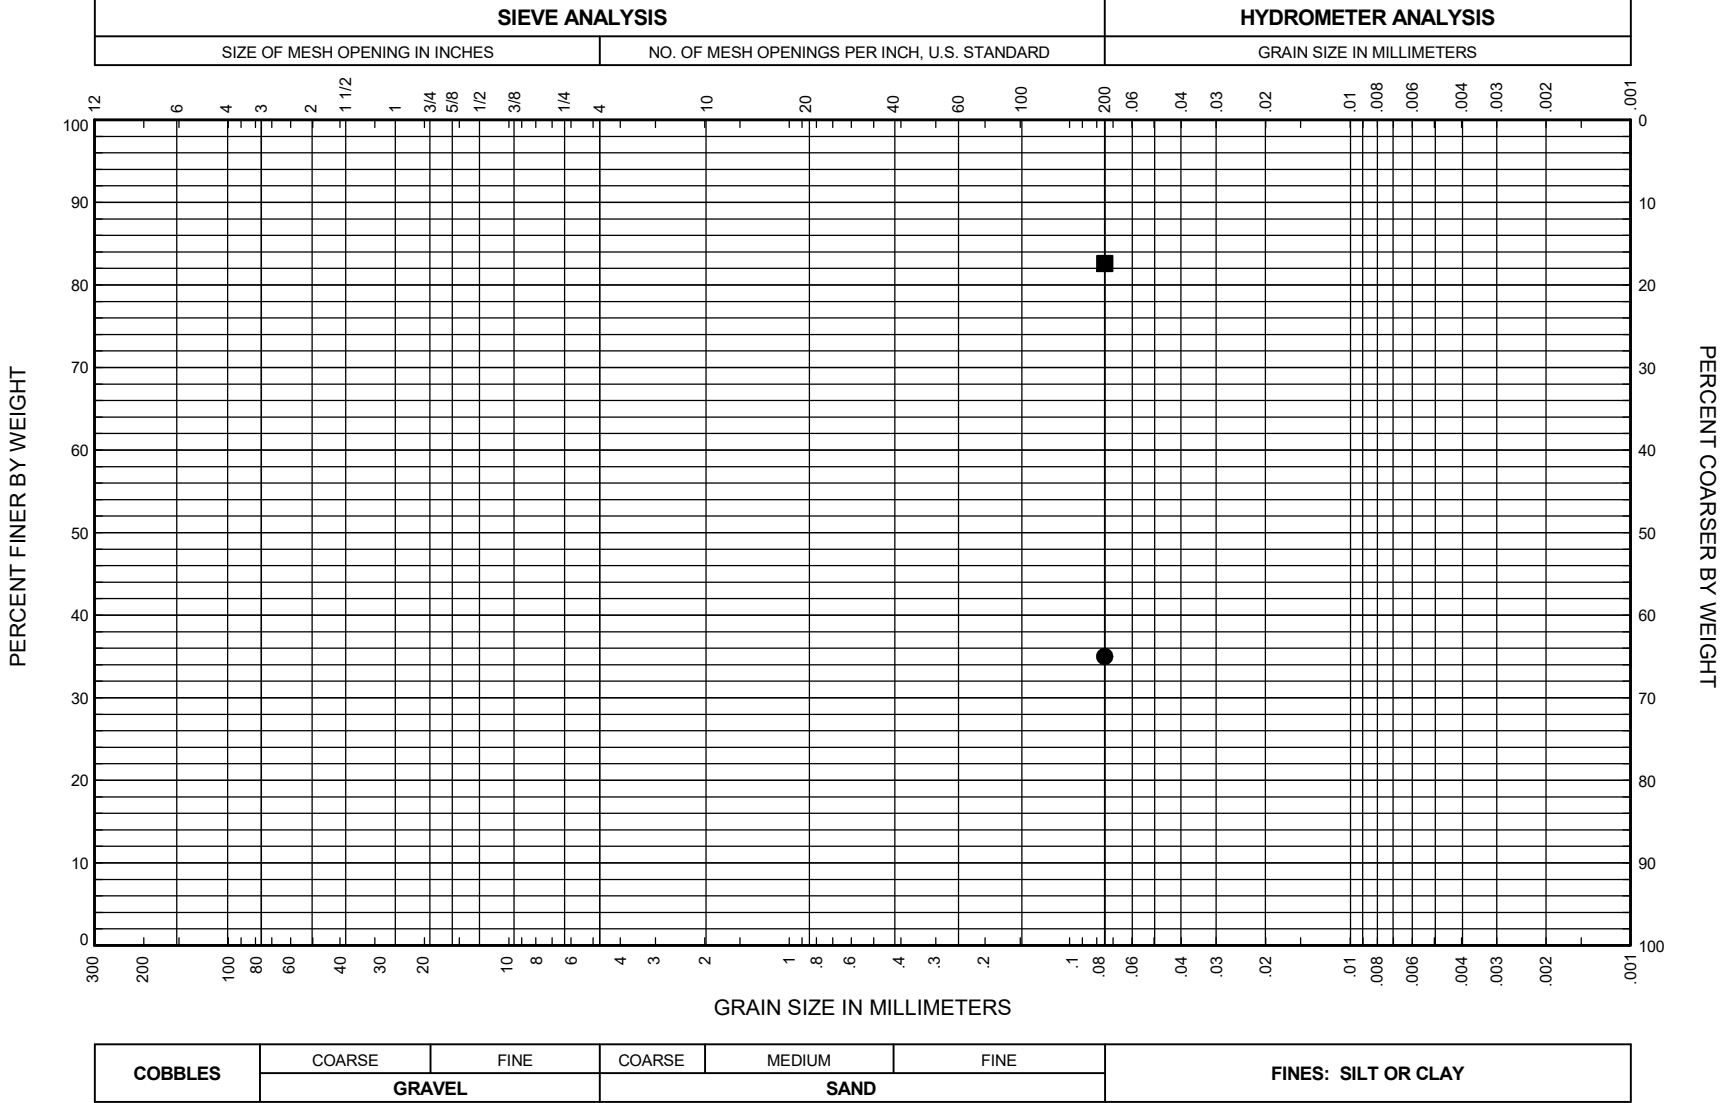 SIEVE ANALYSIS HYDROMETER ANALYSIS
SIZE OF MESH OPENING IN INCHES NO. OF MESH OPENINGS PER INCH, U.S. STANDARD GRAIN SIZE IN MILLIMETERS
12 6 4 3 2 1 1/2 1 3/4 5/8 1/2 3/8 1/4 4 10 20 40 60 100 200 .06 .04 .03 .02 .01 .008 .006 .004 .003 .002 .001
100 0
90 10
80 20
70 30
60 40
50 50
40 60
30 70
20 80
10 90
0 100
PERCENT FINER BY WEIGHT
PERCENT COARSER BY WEIGHT
300 200 100 80 60 40 30 20 10 8 6 4 3 2 1 .8 .6 .4 .3 .2 .1 .08 .06 .04 .03 .02 .01 .008 .006 .004 .003 .002 .001
GRAIN SIZE IN MILLIMETERS
COBBLES COARSE FINE COARSE MEDIUM FINE FINES: SILT OR CLAY
GRAVEL SAND